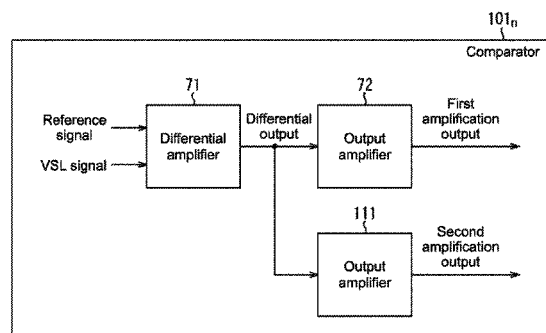 101n
Comparator
71
72
Reference
signal
VSL signal
Differential
amplifier
Differential
output
Output
amplifier
First
amplification
output
111
Output
amplifier
Second
amplification
output